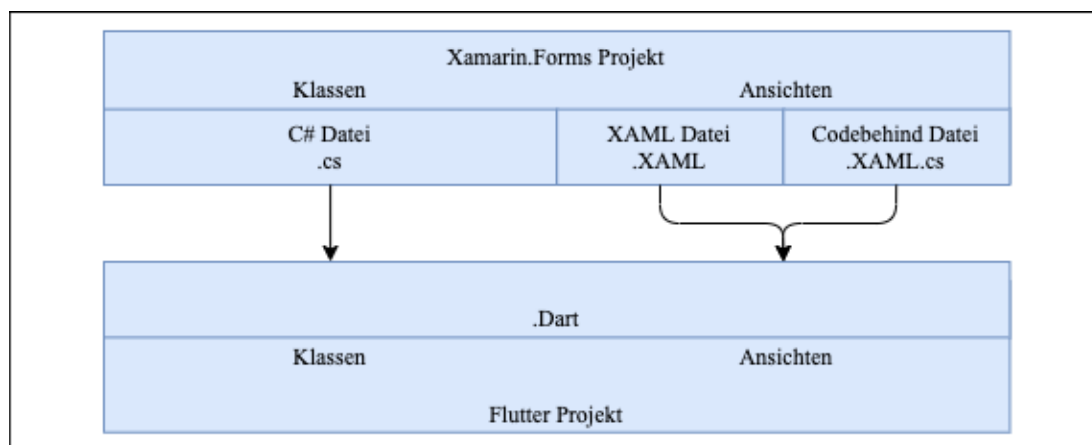 Xamarin.Forms Projekt
Klassen
Ansichten
C# Datei
.cs
XAML Datei
.XAML
Codebehind Datei
.XAML.cs
.Dart
Klassen
Ansichten
Flutter Projekt